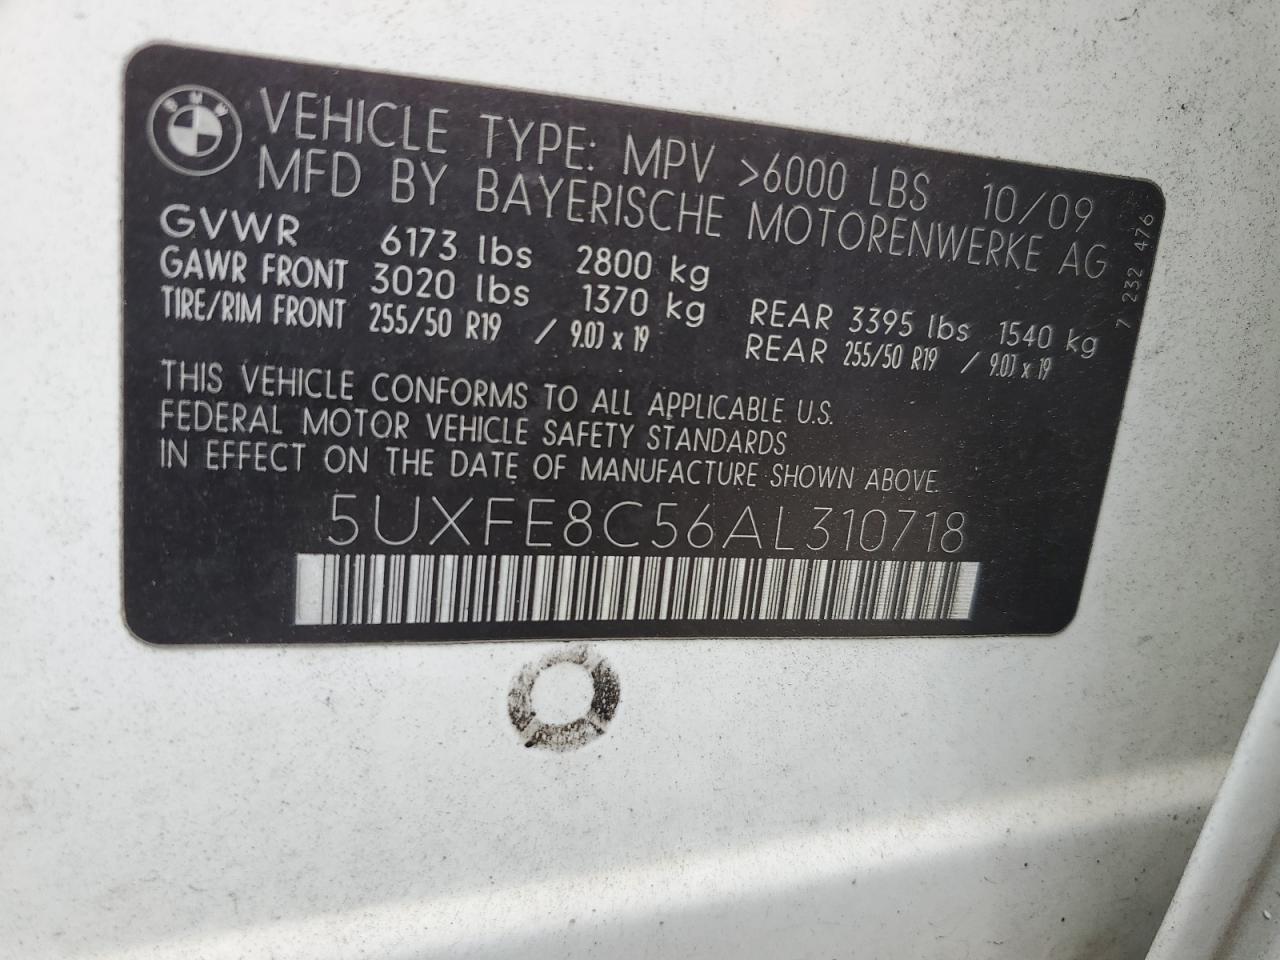 BMW
VEHICLE TYPE: MPV >6000 LBS 10/09
MFD BY BAYERISCHE MOTORENWERKE AG
GVWR 6173 lbs 2800 kg
GAWR FRONT 3020 lbs 1370 kg REAR 3395 lbs 1540 kg
TIRE/RIM FRONT 255/50 R19 / 9.0J x 19 REAR 255/50 R19 / 9.0J x 19
THIS VEHICLE CONFORMS TO ALL APPLICABLE U.S.
FEDERAL MOTOR VEHICLE SAFETY STANDARDS
IN EFFECT ON THE DATE OF MANUFACTURE SHOWN ABOVE.
5UXFE8C56AL310718
7 232 476